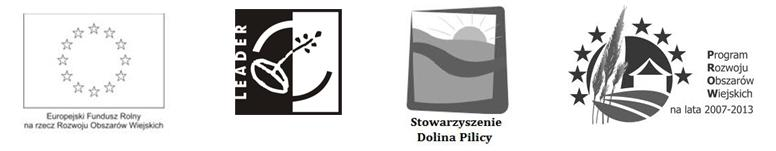 Europejski Fundusz Rolny
na rzecz Rozwoju Obszarów Wiejskich
LEADER
Stowarzyszenie
Dolina Pilicy
Program
Rozwoju
Obszarów
Wiejskich
na lata 2007-2013